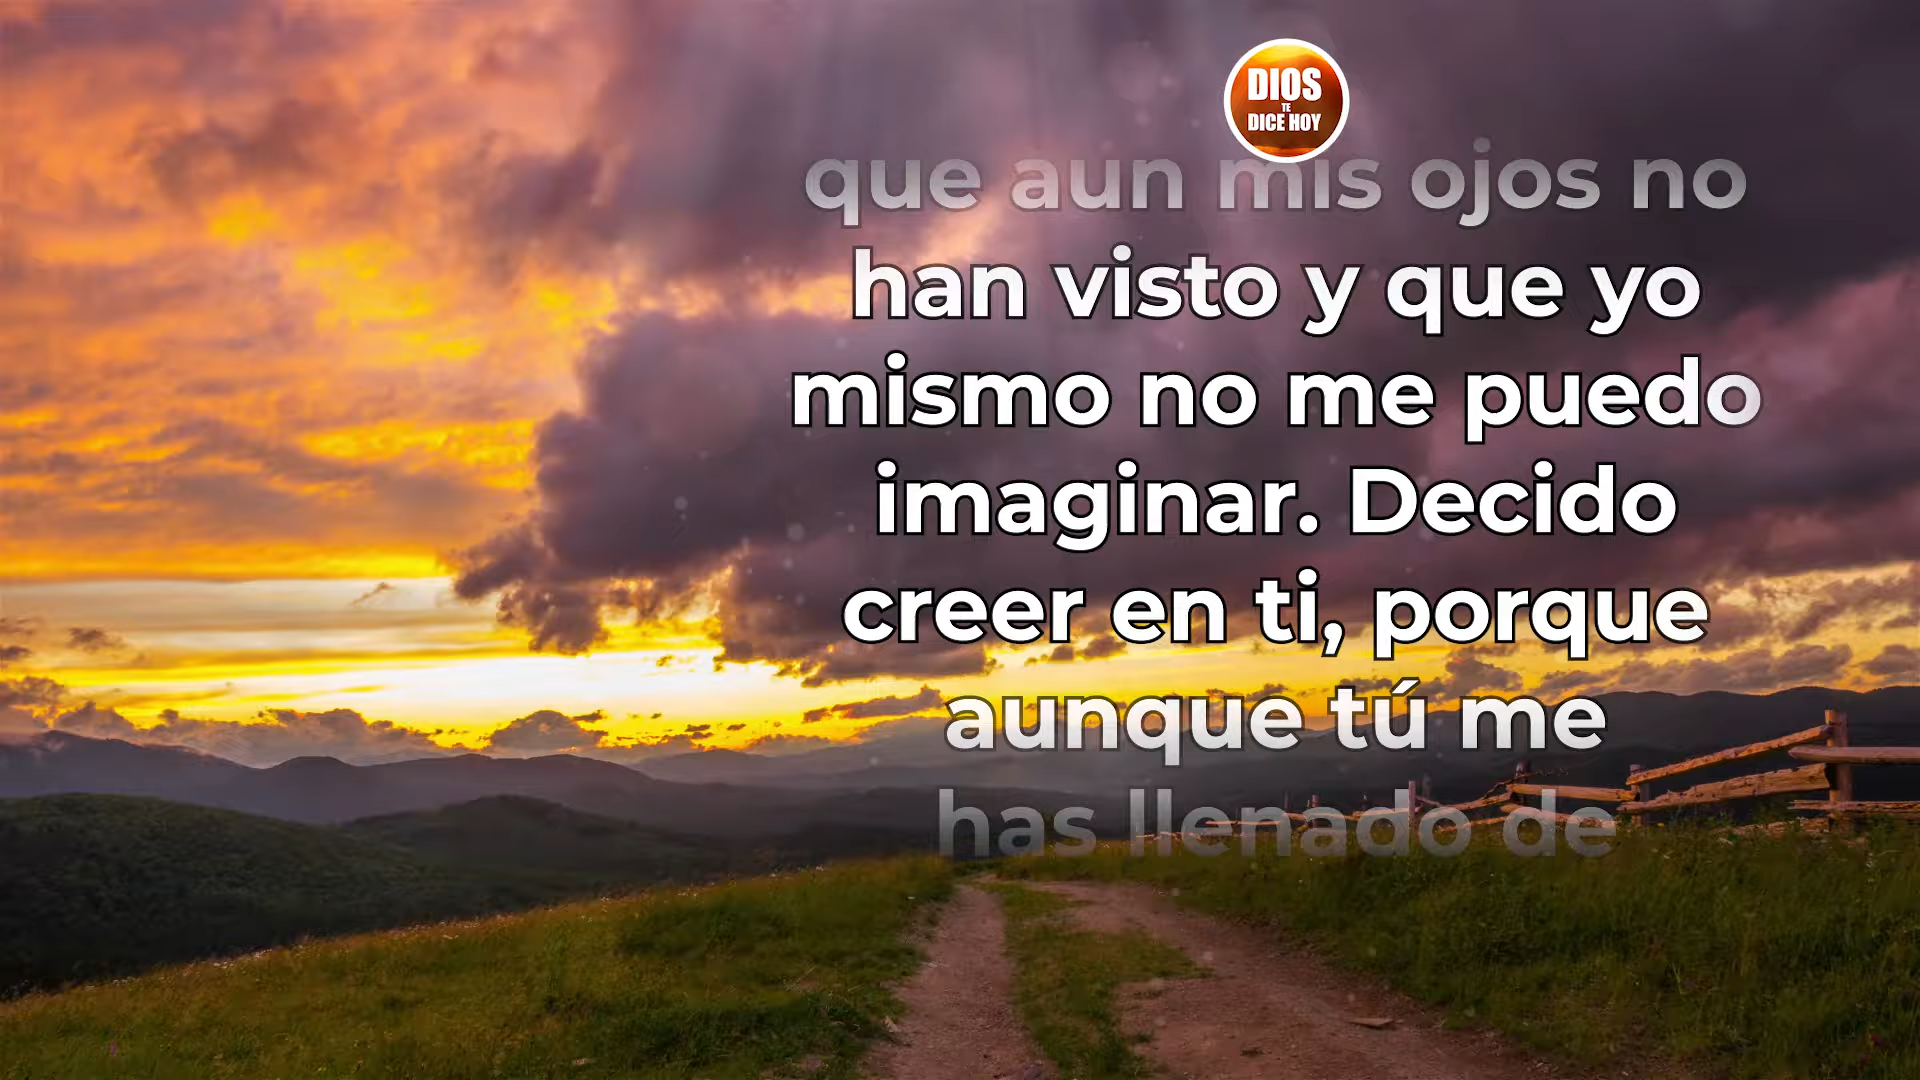 DIOS
TE
DICE HOY
que aun mis ojos no
han visto y que yo
mismo no me puedo
imaginar. Decido
creer en ti, porque
aunque tú me
has llenado de